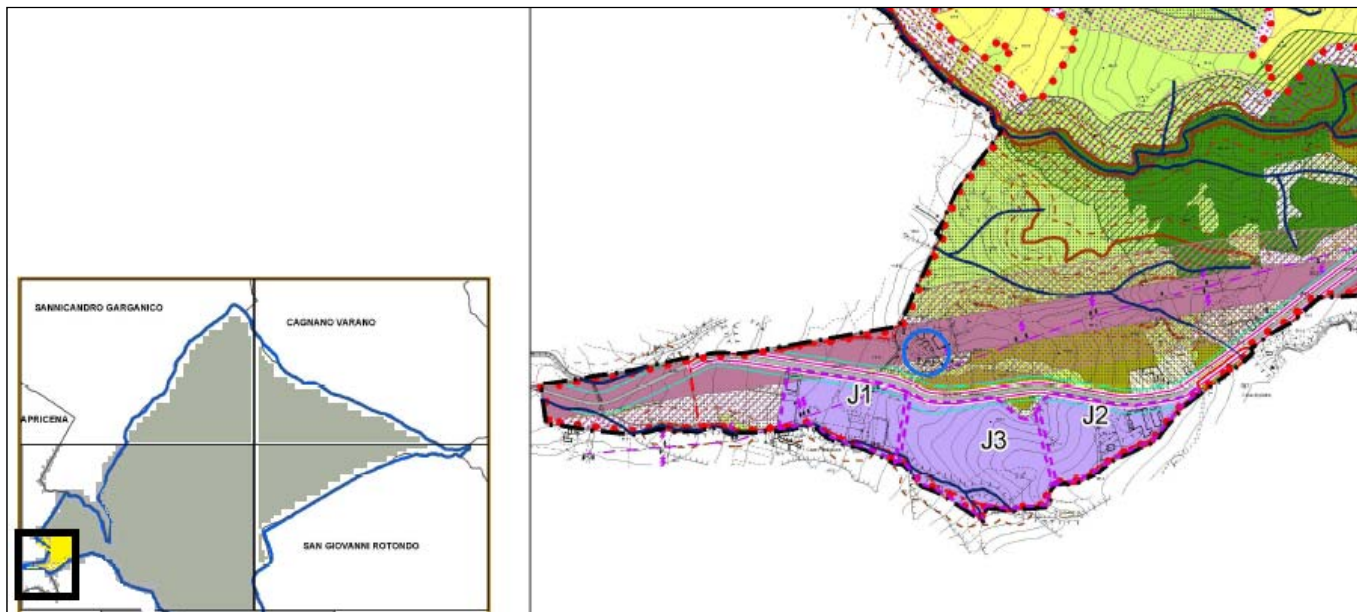 SANNICANDRO GARGANICO
CAGNANO VARANO
APRICENA
SAN GIOVANNI ROTONDO
J1
J2
J3